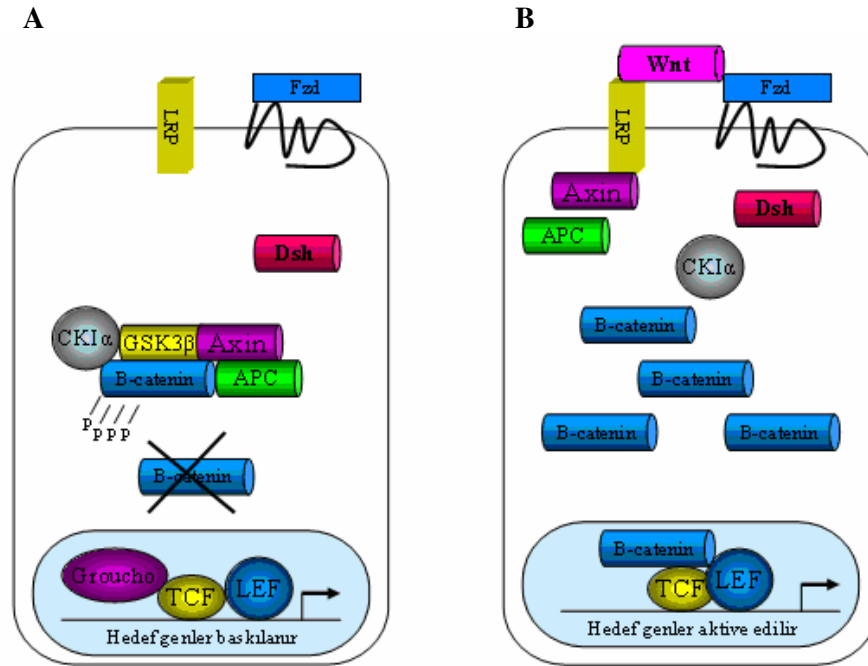 A
LRP
Fzd
Dsh
CKIα
GSK3β
Axin
B-catenin
APC
P P P P
B-catenin
Groucho
TCF
LEF
Hedef genler baskılanır
B
Wnt
LRP
Fzd
Axin
Dsh
APC
CKIα
B-catenin
B-catenin
B-catenin
B-catenin
B-catenin
TCF
LEF
Hedef genler aktive edilir